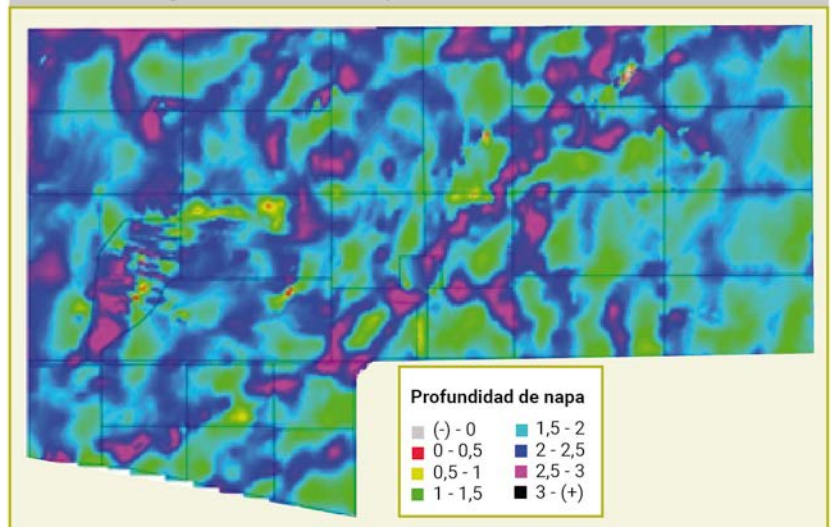 Profundidad de napa
(-) - 0
0 - 0,5
0,5 - 1
1 - 1,5
1,5 - 2
2 - 2,5
2,5 - 3
3 - (+)